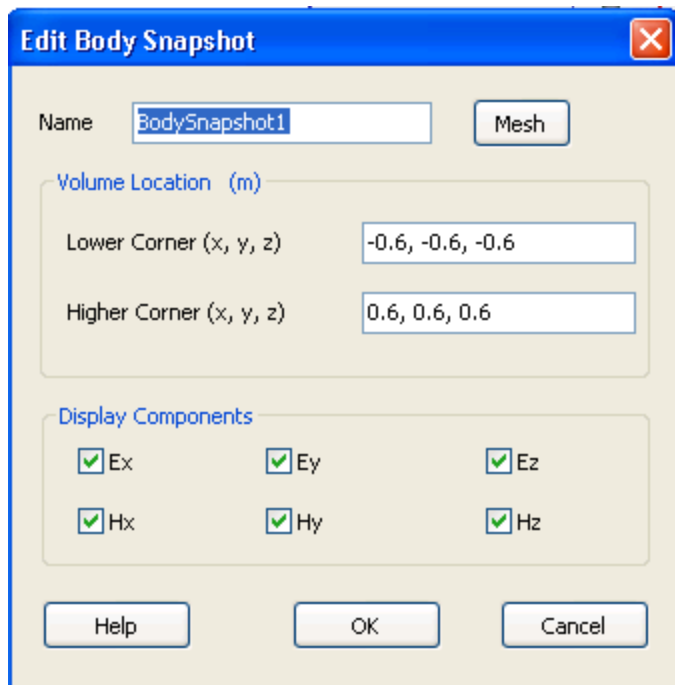 Edit Body Snapshot
Name BodySnapshot1 Mesh
Volume Location (m)
Lower Corner (x, y, z) -0.6, -0.6, -0.6
Higher Corner (x, y, z) 0.6, 0.6, 0.6
Display Components
Ex Ey Ez
Hx Hy Hz
Help OK Cancel